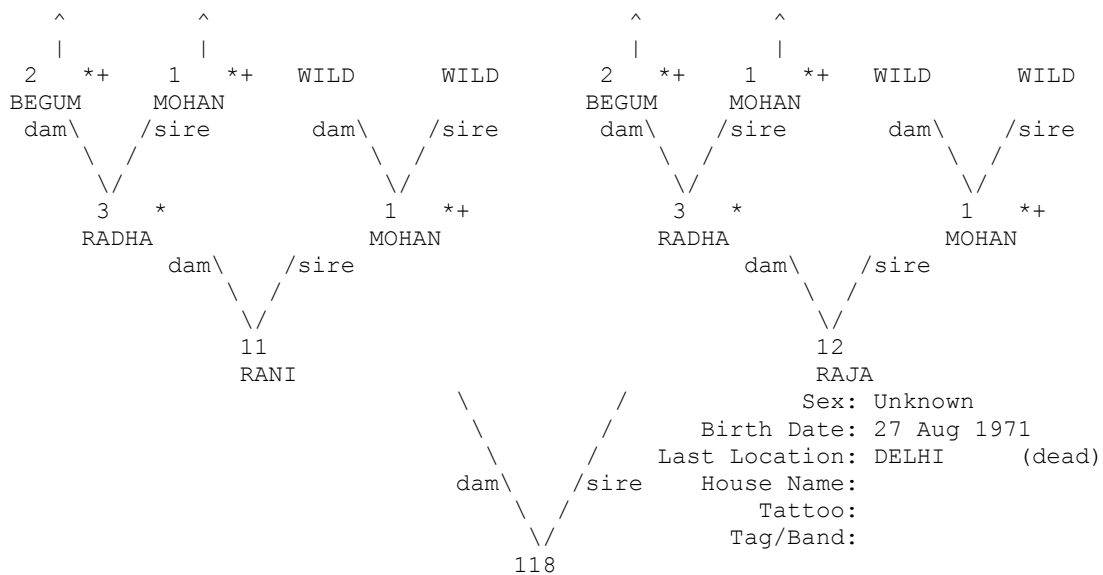 ^ ^ ^ ^
| | | |
2 *+ 1 *+ WILD WILD 2 *+ 1 *+ WILD WILD
BEGUM MOHAN BEGUM MOHAN
dam\ /sire dam\ /sire dam\ /sire dam\ /sire
\ / \ / \ / \ /
\/ \/ \/ \/
3 * 1 *+ 3 * 1 *+
RADHA MOHAN RADHA MOHAN
dam\ /sire dam\ /sire
\ / \ /
\/ \/
11 12
RANI RAJA
\ / Sex: Unknown
\ / Birth Date: 27 Aug 1971
\ / Last Location: DELHI (dead)
dam\ /sire House Name:
\ / Tattoo:
\/ Tag/Band:
118